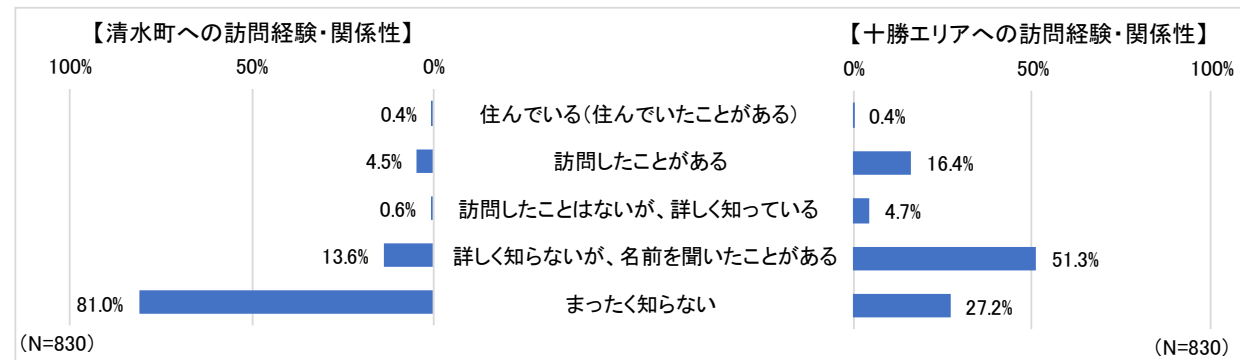 【清水町への訪問経験・関係性】 【十勝エリアへの訪問経験・関係性】
100% 50% 0% 0% 50% 100%
0.4% 住んでいる（住んでいたことがある） 0.4%
4.5% 訪問したことがある 16.4%
0.6% 訪問したことはないが、詳しく知っている 4.7%
13.6% 詳しく知らないが、名前を聞いたことがある 51.3%
81.0% まったく知らない 27.2%
（N=830） （N=830）